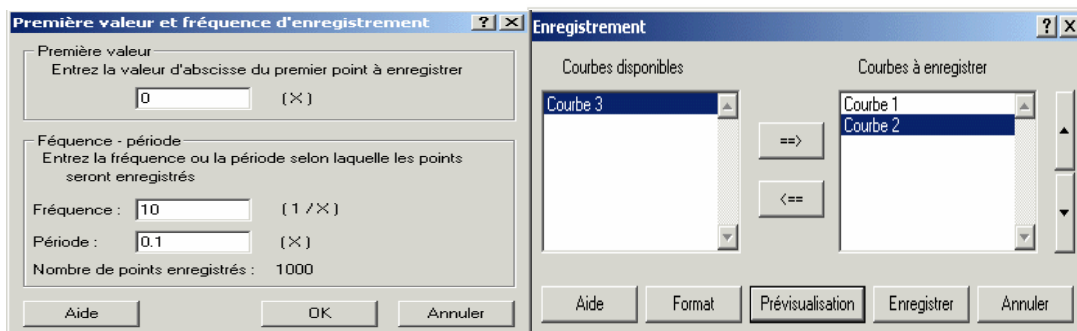 Première valeur et fréquence d'enregistrement
Première valeur
Entrez la valeur d'abscisse du premier point à enregistrer
0 (X)
Féquence - période
Entrez la fréquence ou la période selon laquelle les points
seront enregistrés
Fréquence : 10 (1/X)
Période : 0.1 (X)
Nombre de points enregistrés : 1000
Aide OK Annuler
Enregistrement
Courbes disponibles Courbes à enregistrer
Courbe 3 Courbe 1
Courbe 2
==>
<==
Aide Format Prévisualisation Enregistrer Annuler